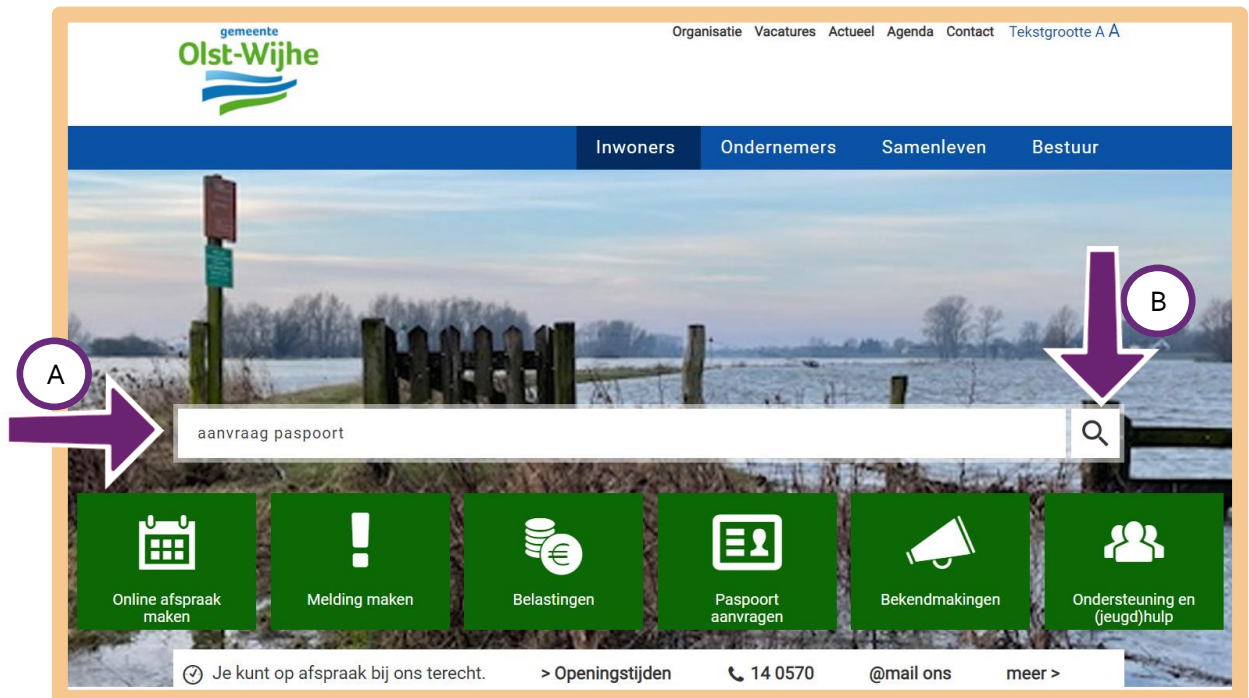 gemeente
Olst-Wijhe
Organisatie Vacatures Actueel Agenda Contact Tekstgrootte A A
Inwoners Ondernemers Samenleven Bestuur
B
A
aanvraag paspoort
Online afspraak
maken
Melding maken
Belastingen
Paspoort
aanvragen
Bekendmakingen
Ondersteuning en
(jeugd)hulp
Je kunt op afspraak bij ons terecht. > Openingstijden 14 0570 @mail ons meer >